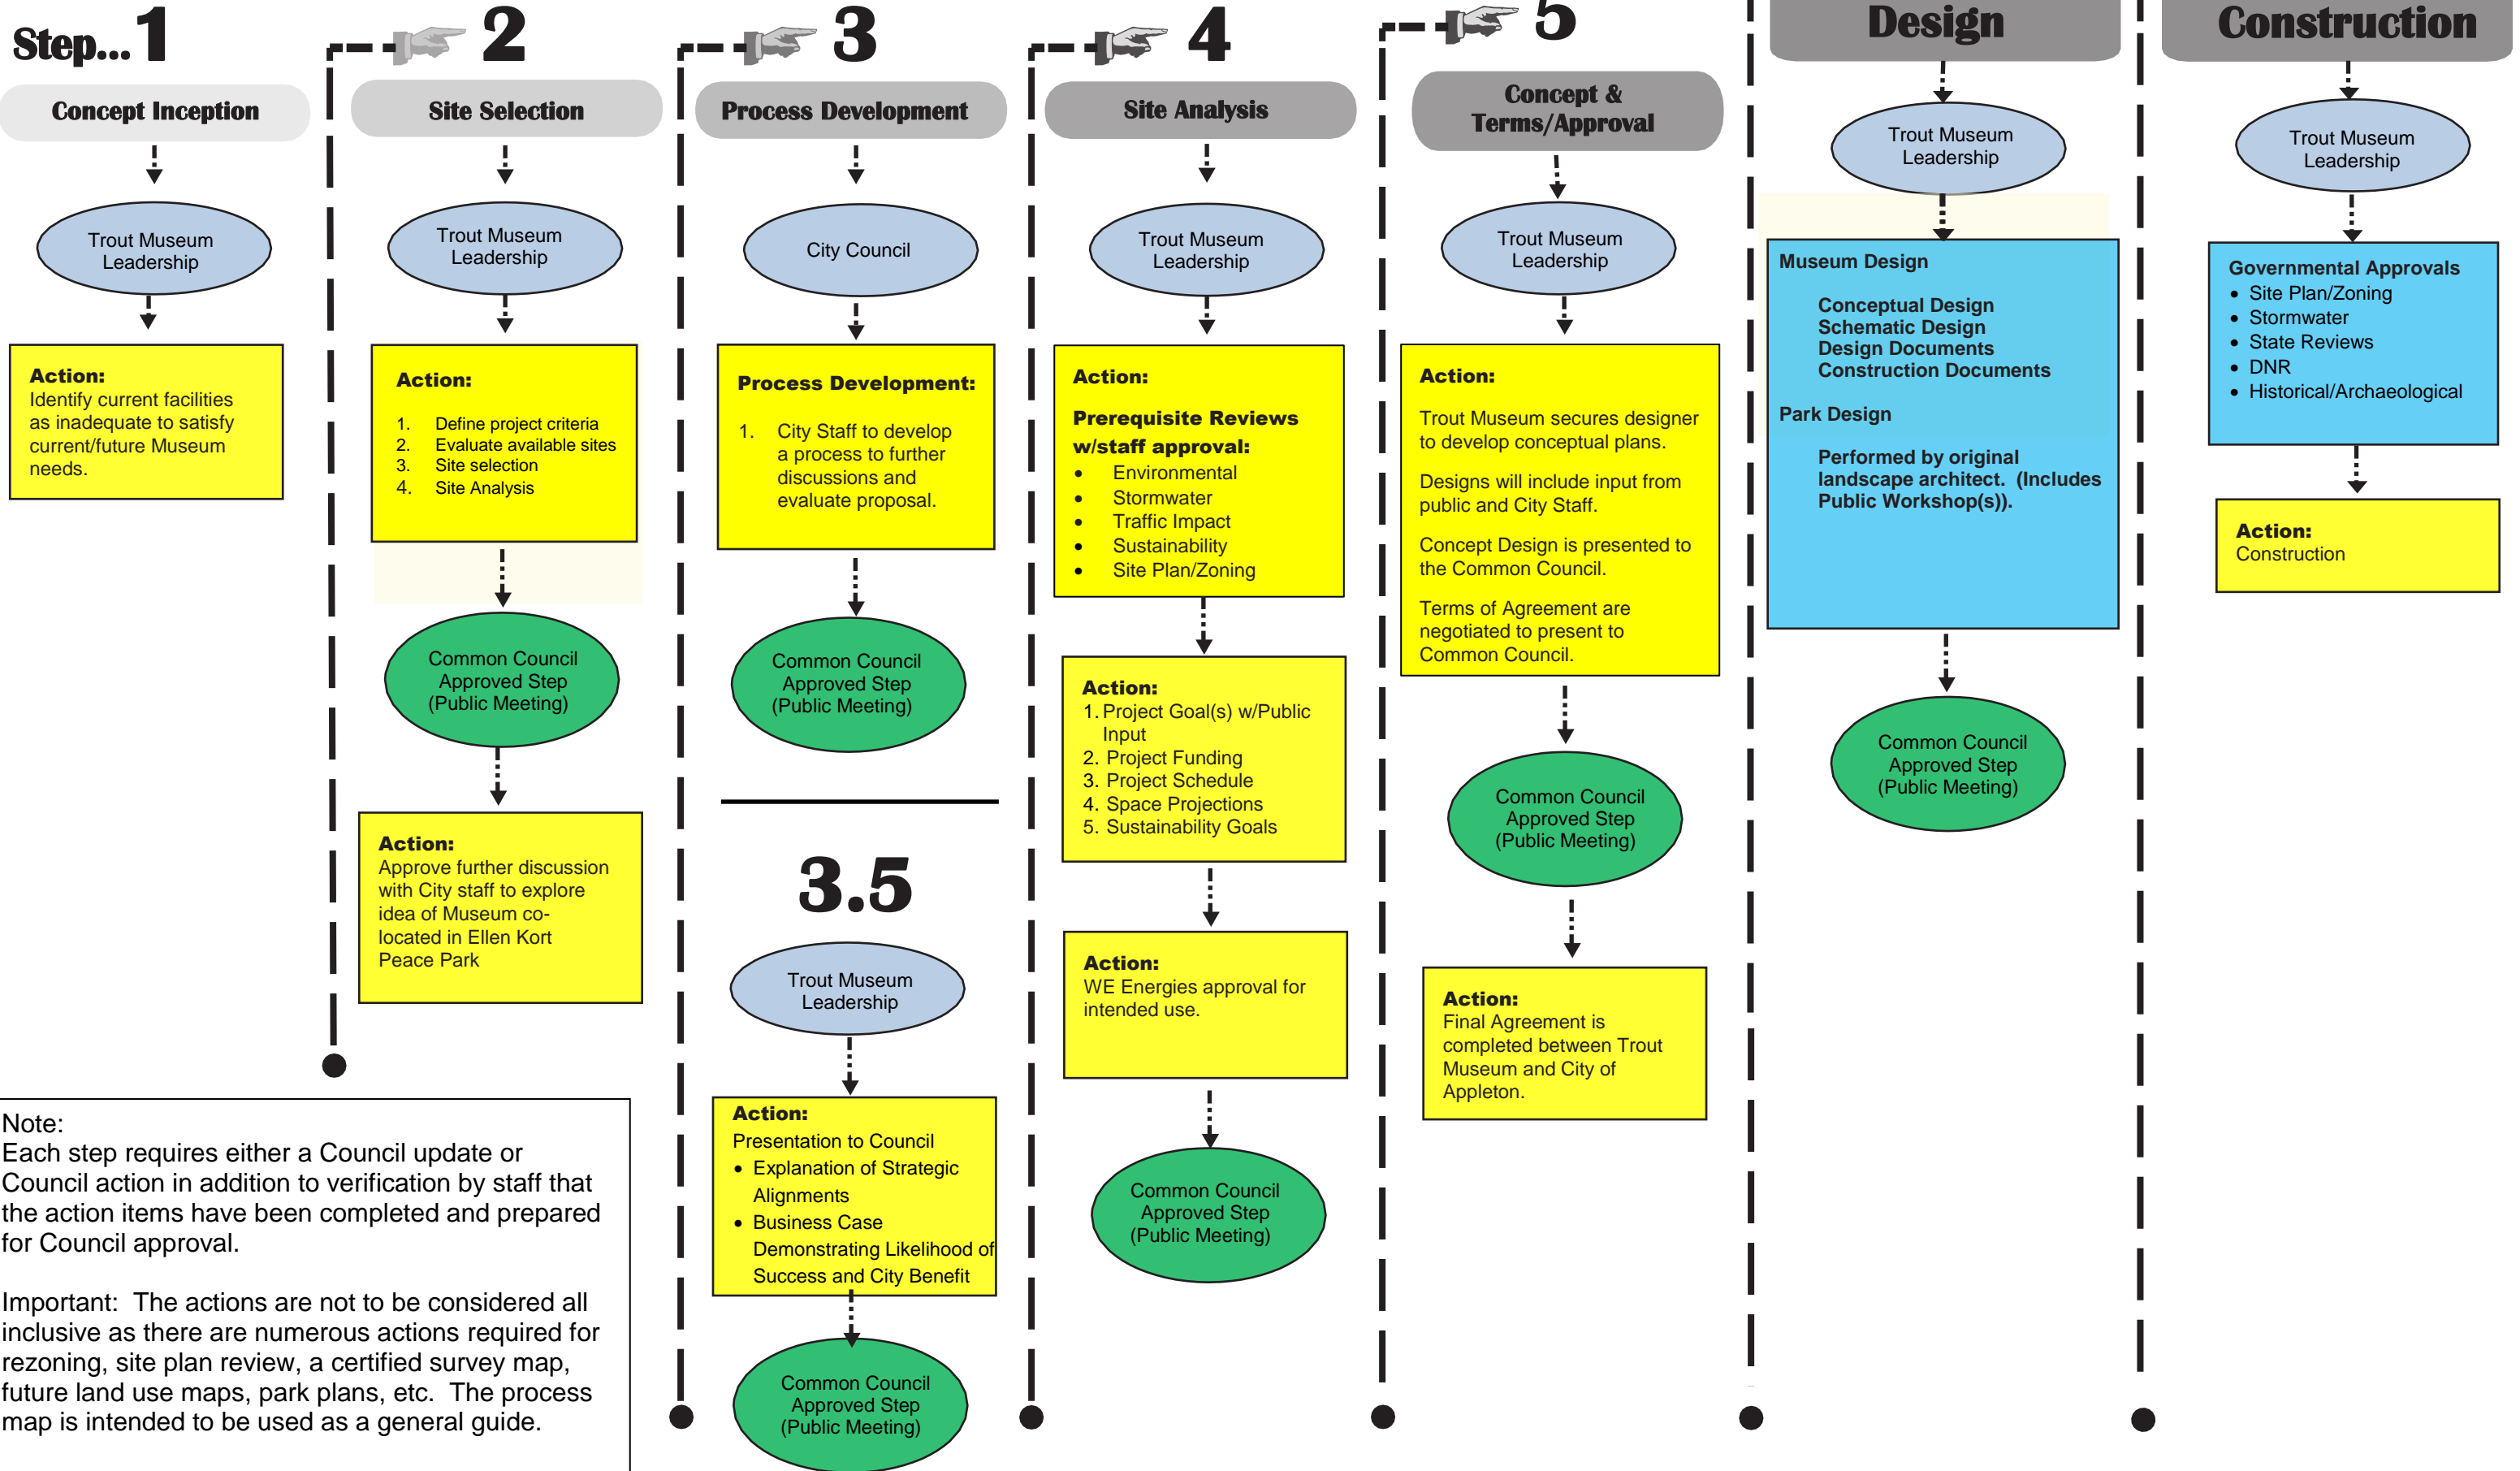 Step... 1
Concept Inception
Trout Museum
Leadership
Action:
Identify current facilities
as inadequate to satisfy
current/future Museum
needs.
2
Site Selection
Trout Museum
Leadership
Action:
1. Define project criteria
2. Evaluate available sites
3. Site selection
4. Site Analysis
Common Council
Approved Step
(Public Meeting)
Action:
Approve further discussion
with City staff to explore
idea of Museum co-
located in Ellen Kort
Peace Park
3
Process Development
City Council
Process Development:
1. City Staff to develop
a process to further
discussions and
evaluate proposal.
Common Council
Approved Step
(Public Meeting)
3.5
Trout Museum
Leadership
Action:
Presentation to Council
• Explanation of Strategic
Alignments
• Business Case
Demonstrating Likelihood of
Success and City Benefit
Common Council
Approved Step
(Public Meeting)
4
Site Analysis
Trout Museum
Leadership
Action:
Prerequisite Reviews
w/staff approval:
• Environmental
• Stormwater
• Traffic Impact
• Sustainability
• Site Plan/Zoning
Action:
1. Project Goal(s) w/Public
Input
2. Project Funding
3. Project Schedule
4. Space Projections
5. Sustainability Goals
Action:
WE Energies approval for
intended use.
Common Council
Approved Step
(Public Meeting)
5
Concept &
Terms/Approval
Trout Museum
Leadership
Action:
Trout Museum secures designer
to develop conceptual plans.
Designs will include input from
public and City Staff.
Concept Design is presented to
the Common Council.
Terms of Agreement are
negotiated to present to
Common Council.
Common Council
Approved Step
(Public Meeting)
Action:
Final Agreement is
completed between Trout
Museum and City of
Appleton.
Design
Trout Museum
Leadership
Museum Design
Conceptual Design
Schematic Design
Design Documents
Construction Documents
Park Design
Performed by original
landscape architect. (Includes
Public Workshop(s)).
Common Council
Approved Step
(Public Meeting)
Construction
Trout Museum
Leadership
Governmental Approvals
• Site Plan/Zoning
• Stormwater
• State Reviews
• DNR
• Historical/Archaeological
Action:
Construction
Note:
Each step requires either a Council update or
Council action in addition to verification by staff that
the action items have been completed and prepared
for Council approval.
Important: The actions are not to be considered all
inclusive as there are numerous actions required for
rezoning, site plan review, a certified survey map,
future land use maps, park plans, etc. The process
map is intended to be used as a general guide.